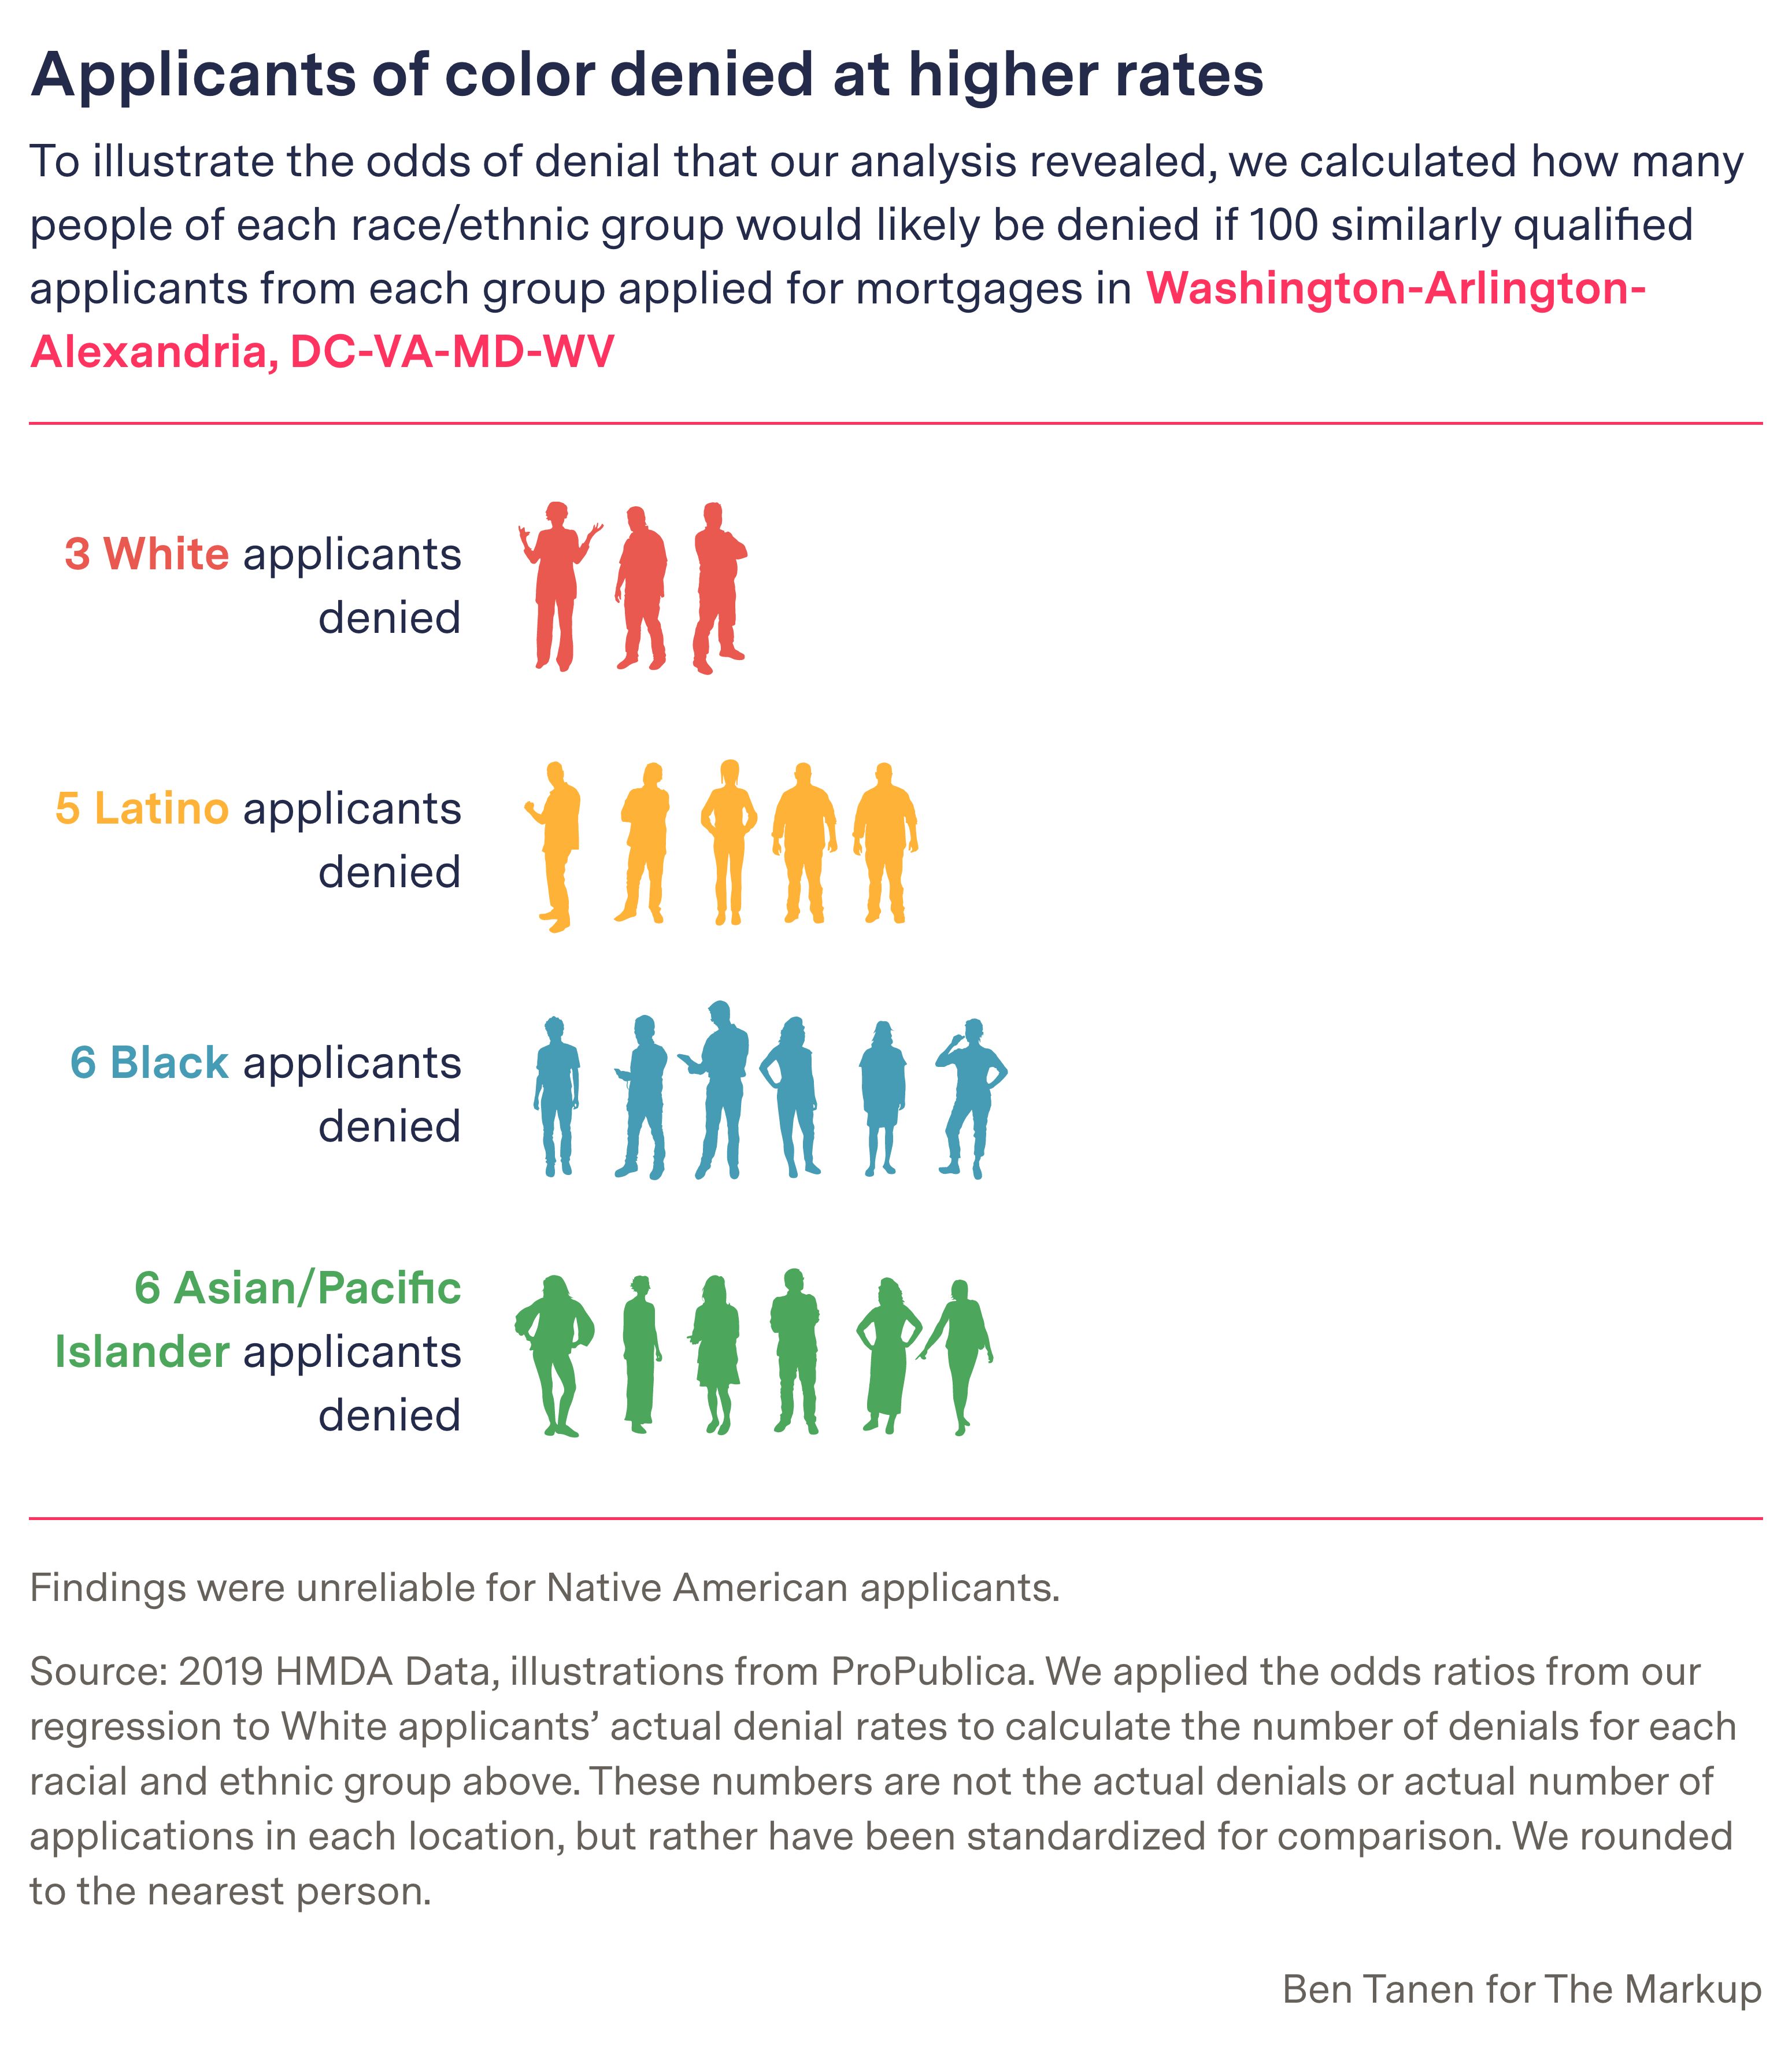 Applicants of color denied at higher rates
To illustrate the odds of denial that our analysis revealed, we calculated how many
people of each race/ethnic group would likely be denied if 100 similarly qualified
applicants from each group applied for mortgages in Washington-Arlington-
Alexandria, DC-VA-MD-WV
3 White applicants
denied
5 Latino applicants
denied
6 Black applicants
denied
6 Asian/Pacific
Islander applicants
denied
Findings were unreliable for Native American applicants.
Source: 2019 HMDA Data, illustrations from ProPublica. We applied the odds ratios from our
regression to White applicants’ actual denial rates to calculate the number of denials for each
racial and ethnic group above. These numbers are not the actual denials or actual number of
applications in each location, but rather have been standardized for comparison. We rounded
to the nearest person.
Ben Tanen for The Markup